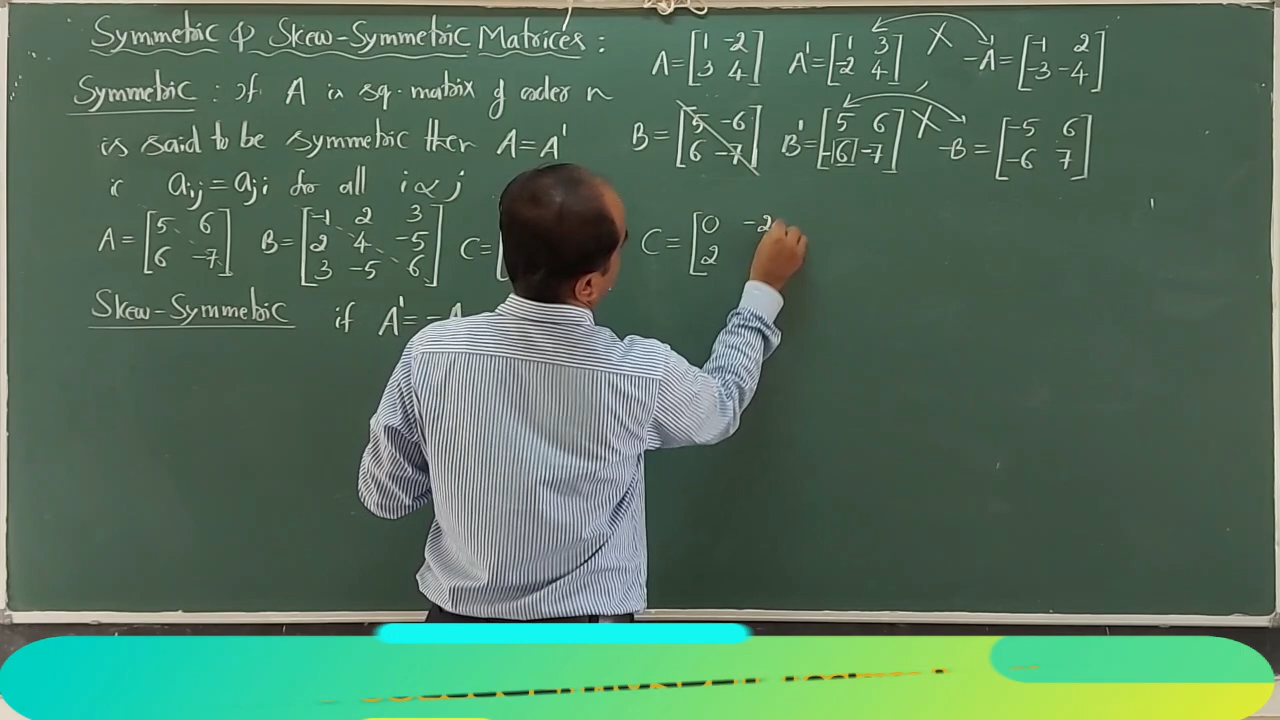 Symmetric & Skew-Symmetric Matrices :
Symmetric : If A is sq. matrix of order n
is said to be symmetric then A = A'
ie aij = aji for all i & j
A = [5 6
6 -7] B = [-1 2 3
2 4 -5
3 -5 6] C = [
Skew-Symmetric if A' = -A
A = [1 -2
3 4] A' = [1 3
-2 4] X -A = [-1 2
-3 -4]
B = [5 -6
6 -7] B' = [5 6
-6 -7] X -B = [-5 6
-6 7]
C = [0 -2
2